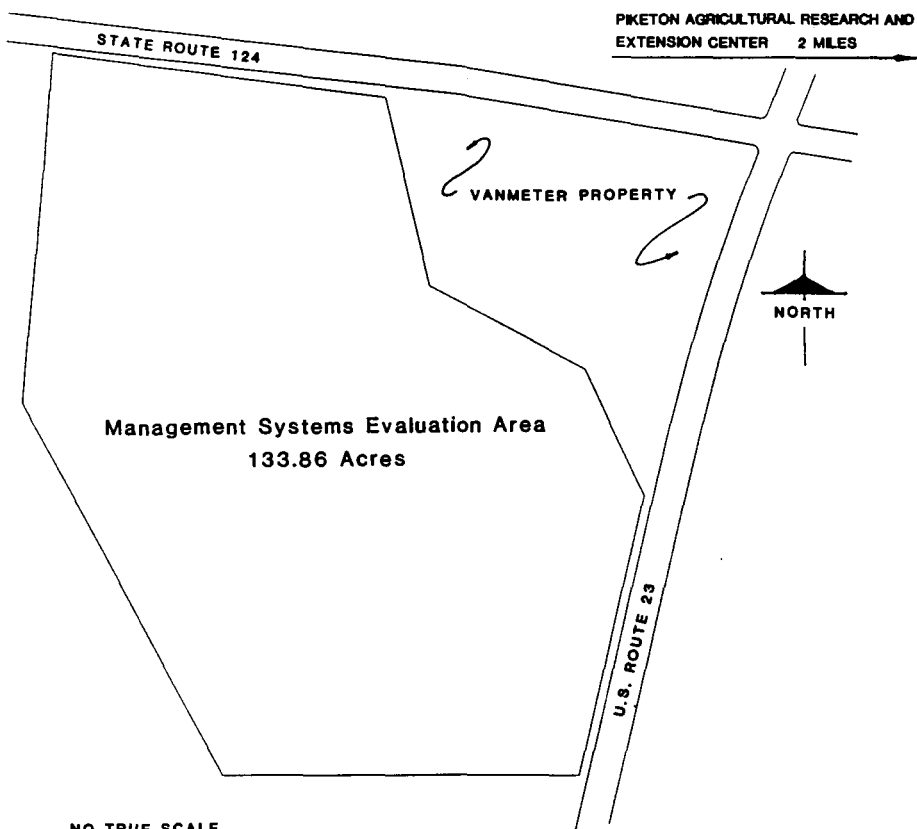 PIKETON AGRICULTURAL RESEARCH AND
EXTENSION CENTER 2 MILES
STATE ROUTE 124
VANMETER PROPERTY
NORTH
Management Systems Evaluation Area
133.86 Acres
U.S. ROUTE 23
NO TRUE SCALE